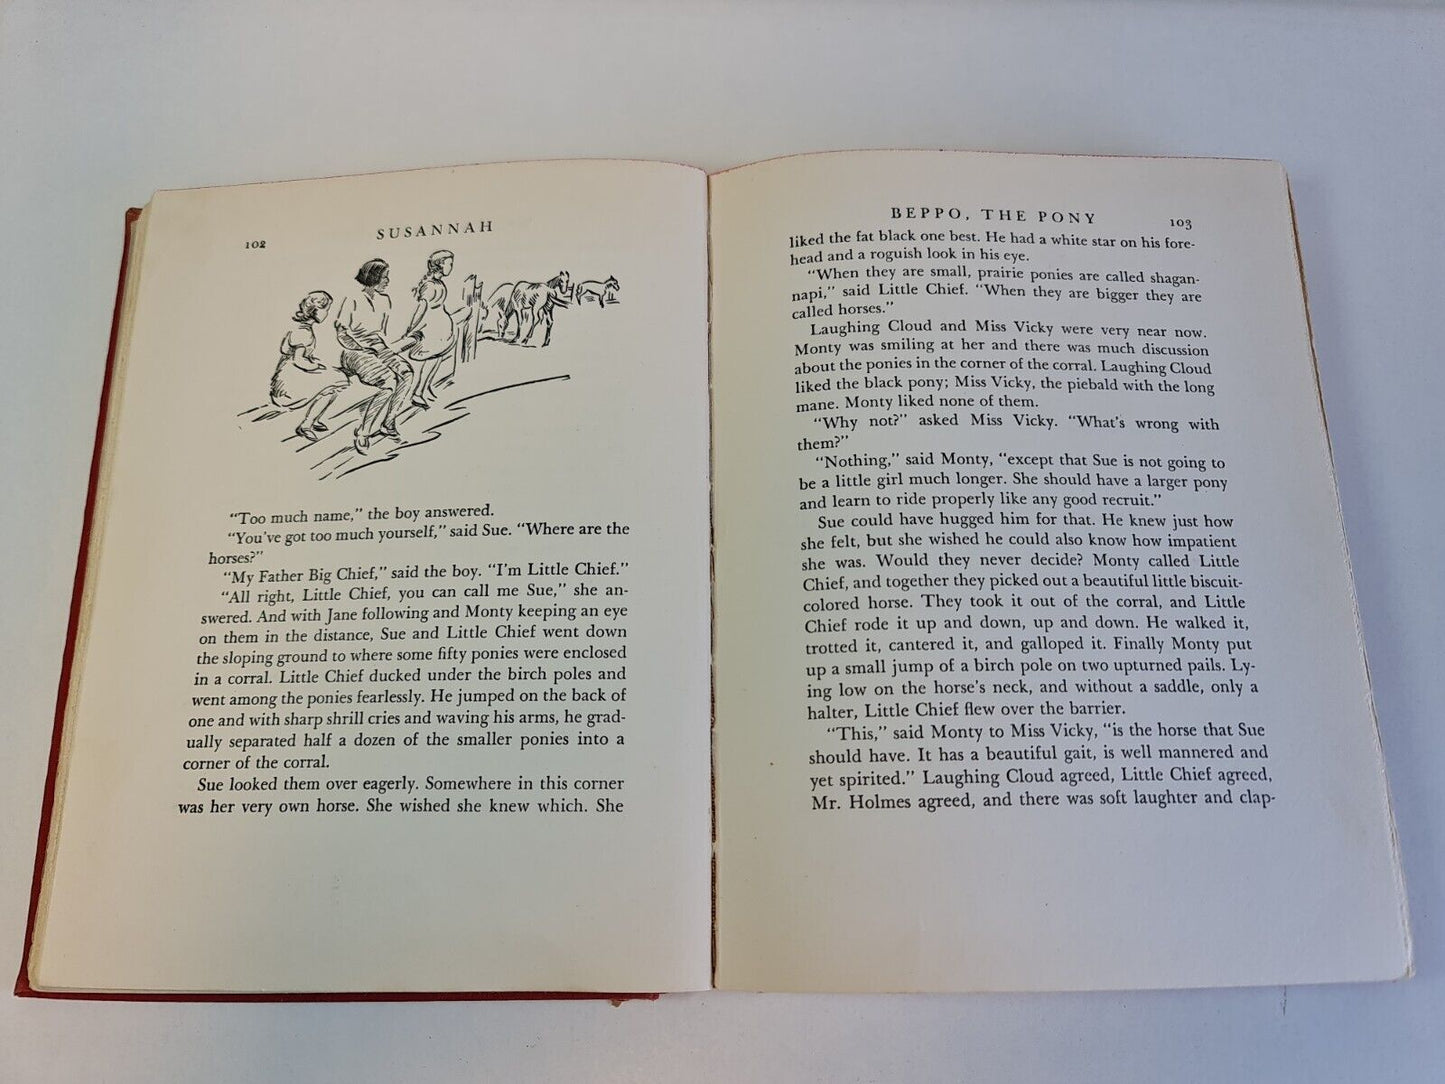 102
SUSANNAH
"Too much name," the boy answered.
"You've got too much yourself," said Sue. "Where are the
horses?"
"My Father Big Chief," said the boy. "I'm Little Chief."
"All right, Little Chief, you can call me Sue," she an-
swered. And with Jane following and Monty keeping an eye
on them in the distance, Sue and Little Chief went down
the sloping ground to where some fifty ponies were enclosed
in a corral. Little Chief ducked under the birch poles and
went among the ponies fearlessly. He jumped on the back of
one and with sharp shrill cries and waving his arms, he grad-
ually separated half a dozen of the smaller ponies into a
corner of the corral.
Sue looked them over eagerly. Somewhere in this corner
was her very own horse. She wished she knew which. She
BEPPO, THE PONY
103
liked the fat black one best. He had a white star on his fore-
head and a roguish look in his eye.
"When they are small, prairie ponies are called shagan-
napi," said Little Chief. "When they are bigger they are
called horses."
Laughing Cloud and Miss Vicky were very near now.
Monty was smiling at her and there was much discussion
about the ponies in the corner of the corral. Laughing Cloud
liked the black pony; Miss Vicky, the piebald with the long
mane. Monty liked none of them.
"Why not?" asked Miss Vicky. "What's wrong with
them?"
"Nothing," said Monty, "except that Sue is not going to
be a little girl much longer. She should have a larger pony
and learn to ride properly like any good recruit."
Sue could have hugged him for that. He knew just how
she felt, but she wished he could also know how impatient
she was. Would they never decide? Monty called Little
Chief, and together they picked out a beautiful little biscuit-
colored horse. They took it out of the corral, and Little
Chief rode it up and down, up and down. He walked it,
trotted it, cantered it, and galloped it. Finally Monty put
up a small jump of a birch pole on two upturned pails. Ly-
ing low on the horse's neck, and without a saddle, only a
halter, Little Chief flew over the barrier.
"This," said Monty to Miss Vicky, "is the horse that Sue
should have. It has a beautiful gait, is well mannered and
yet spirited." Laughing Cloud agreed, Little Chief agreed,
Mr. Holmes agreed, and there was soft laughter and clap-